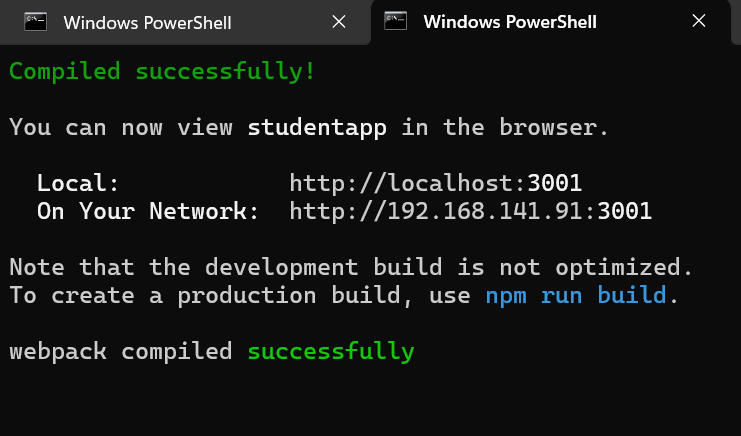 Windows PowerShell
Windows PowerShell
Compiled successfully!
You can now view studentapp in the browser.
Local: http://localhost:3001
On Your Network: http://192.168.141.91:3001
Note that the development build is not optimized.
To create a production build, use npm run build.
webpack compiled successfully